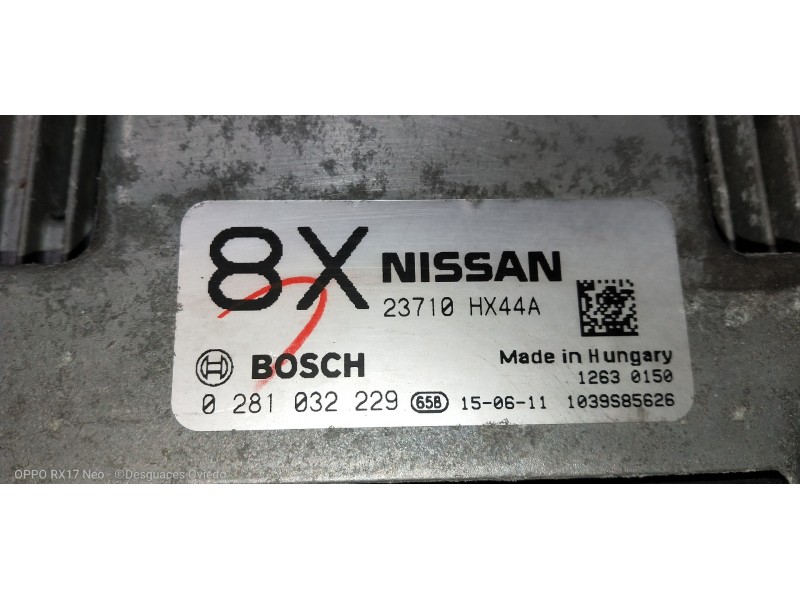 8X NISSAN
23710 HX44A
BOSCH
Made in Hungary
1263 0150
0 281 032 229 65B 15-06-11 1039S85626
OPPO RX17 Neo - ©Desguaces Oviedo